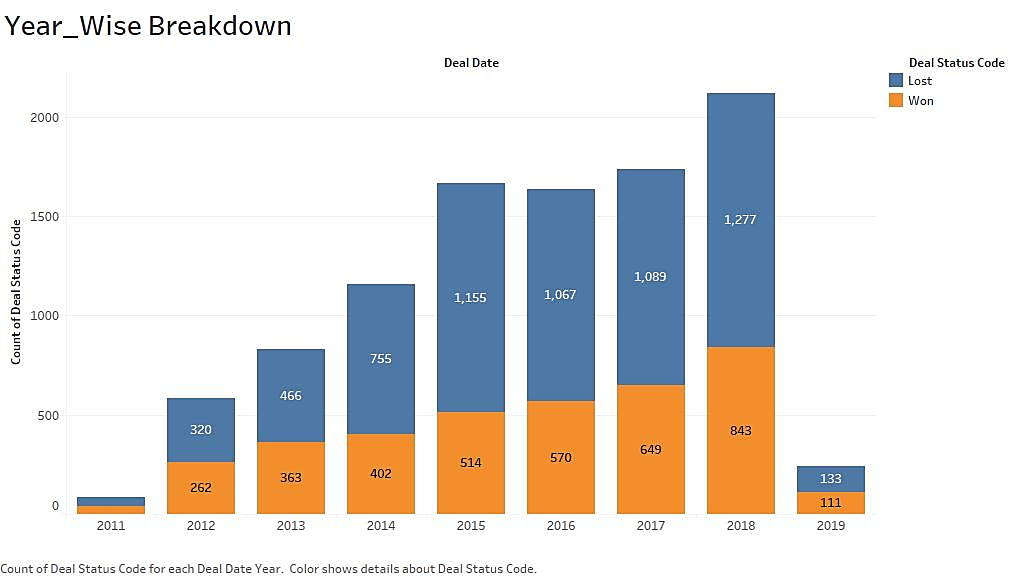 Year_Wise Breakdown
Deal Date
Deal Status Code
Lost
Won
Count of Deal Status Code
2000
1500
1000
500
0
320
262
466
363
755
402
1,155
514
1,067
570
1,089
649
1,277
843
133
111
2011 2012 2013 2014 2015 2016 2017 2018 2019
Count of Deal Status Code for each Deal Date Year. Color shows details about Deal Status Code.